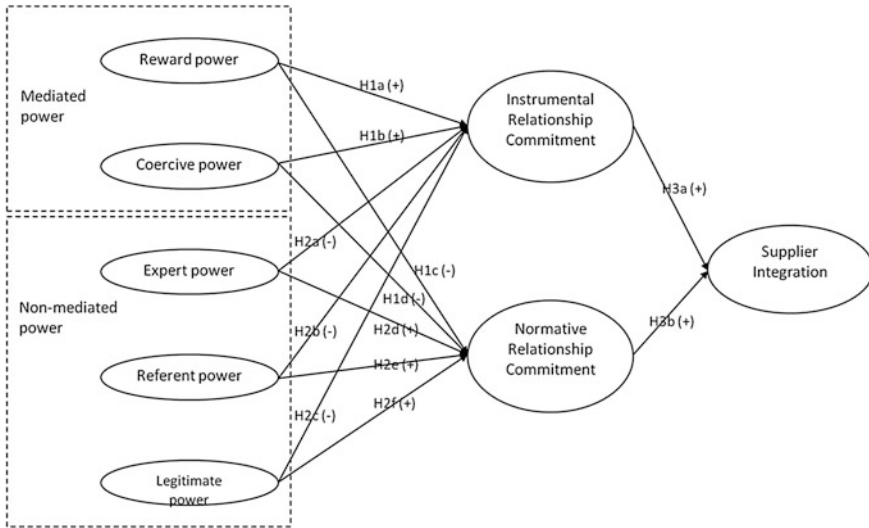 Reward power
Mediated
power
Coercive power
Expert power
Non-mediated
power
Referent power
Legitimate
power
H1a (+)
H1b (+)
H2a (-)
H1c (-)
H1d (-)
H2d (+)
H2b (-)
H2e (+)
H2c (-)
H2f (+)
Instrumental
Relationship
Commitment
Normative
Relationship
Commitment
H3a (+)
H3b (+)
Supplier
Integration